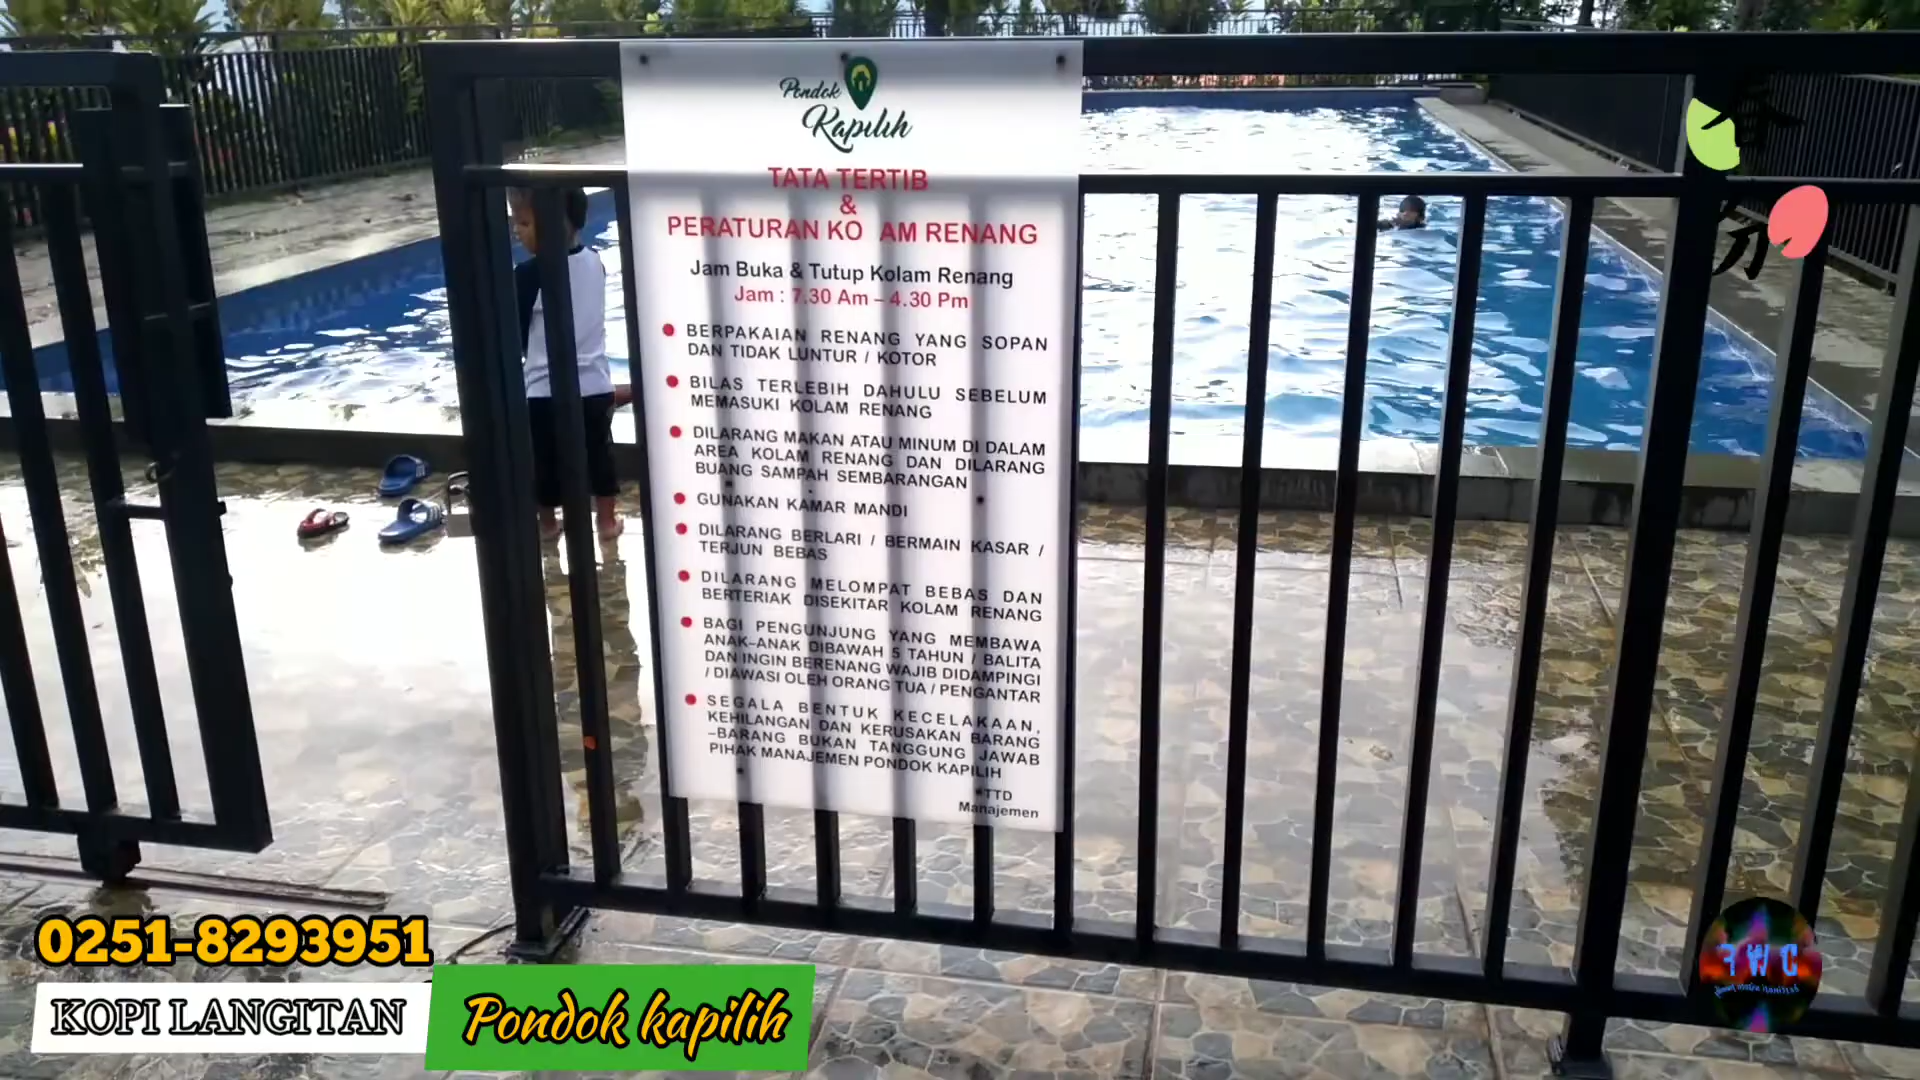 Pondok
Kapilih
TATA TERTIB
&
PERATURAN KO AM RENANG
Jam Buka & Tutup Kolam Renang
Jam : 7.30 Am – 4.30 Pm
BERPAKAIAN RENANG YANG SOPAN
DAN TIDAK LUNTUR / KOTOR
BILAS TERLEBIH DAHULU SEBELUM
MEMASUKI KOLAM RENANG
DILARANG MAKAN ATAU MINUM DI DALAM
AREA KOLAM RENANG DAN DILARANG
BUANG SAMPAH SEMBARANGAN
GUNAKAN KAMAR MANDI
DILARANG BERLARI / BERMAIN KASAR /
TERJUN BEBAS
DILARANG MELOMPAT BEBAS DAN
BERTERIAK DISEKITAR KOLAM RENANG
BAGI PENGUNJUNG YANG MEMBAWA
ANAK–ANAK DIBAWAH 5 TAHUN / BALITA
DAN INGIN BERENANG WAJIB DIDAMPINGI
/ DIAWASI OLEH ORANG TUA / PENGANTAR
SEGALA BENTUK KECELAKAAN,
KEHILANGAN DAN KERUSAKAN BARANG
–BARANG BUKAN TANGGUNG JAWAB
PIHAK MANAJEMEN PONDOK KAPILIH
TTD
Manajemen
0251-8293951
KOPI LANGITAN
Pondok kapilih